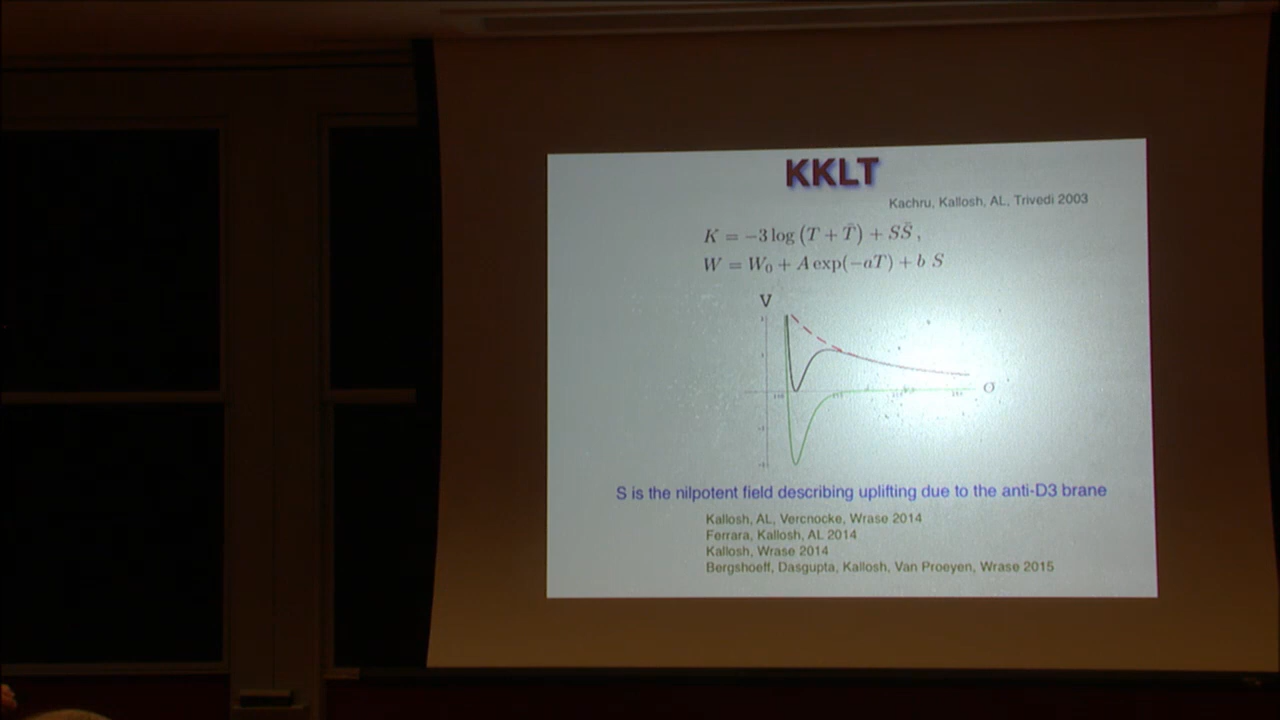 KKLT
Kachru, Kallosh, AL, Trivedi 2003
K = −3 log (T + T̄) + SS̄ ,
W = W₀ + A exp(−aT) + b S
V
σ
S is the nilpotent field describing uplifting due to the anti-D3 brane
Kallosh, AL, Vercnocke, Wrase 2014
Ferrara, Kallosh, AL 2014
Kallosh, Wrase 2014
Bergshoeff, Dasgupta, Kallosh, Van Proeyen, Wrase 2015